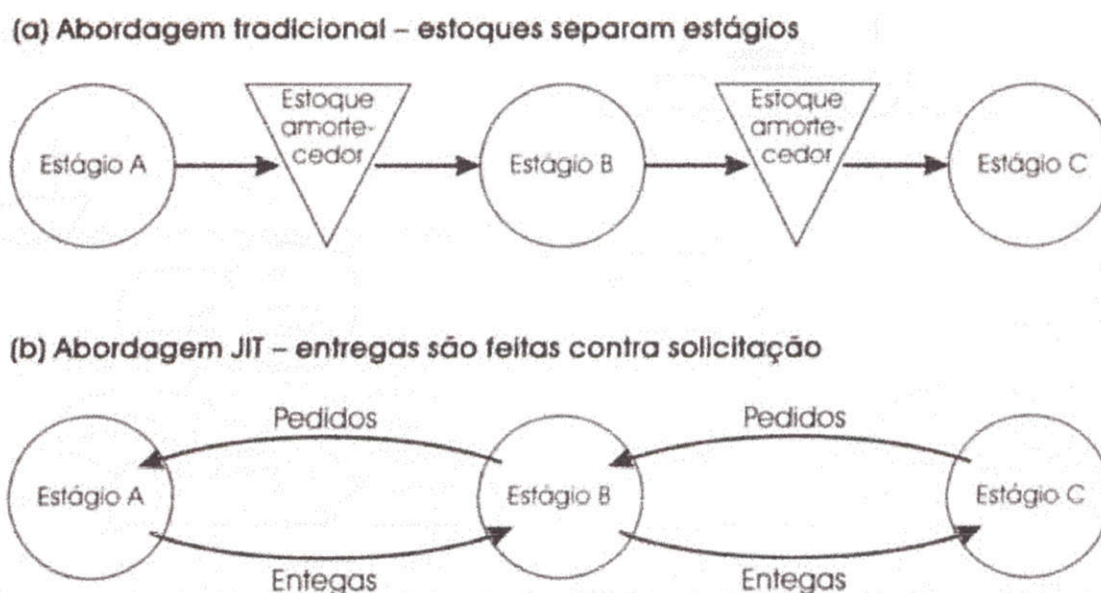 (a) Abordagem tradicional – estoques separam estágios
Estágio A
Estoque
amorte-
cedor
Estágio B
Estoque
amorte-
cedor
Estágio C
(b) Abordagem JIT – entregas são feitas contra solicitação
Pedidos
Pedidos
Estágio A
Estágio B
Estágio C
Entegas
Entegas